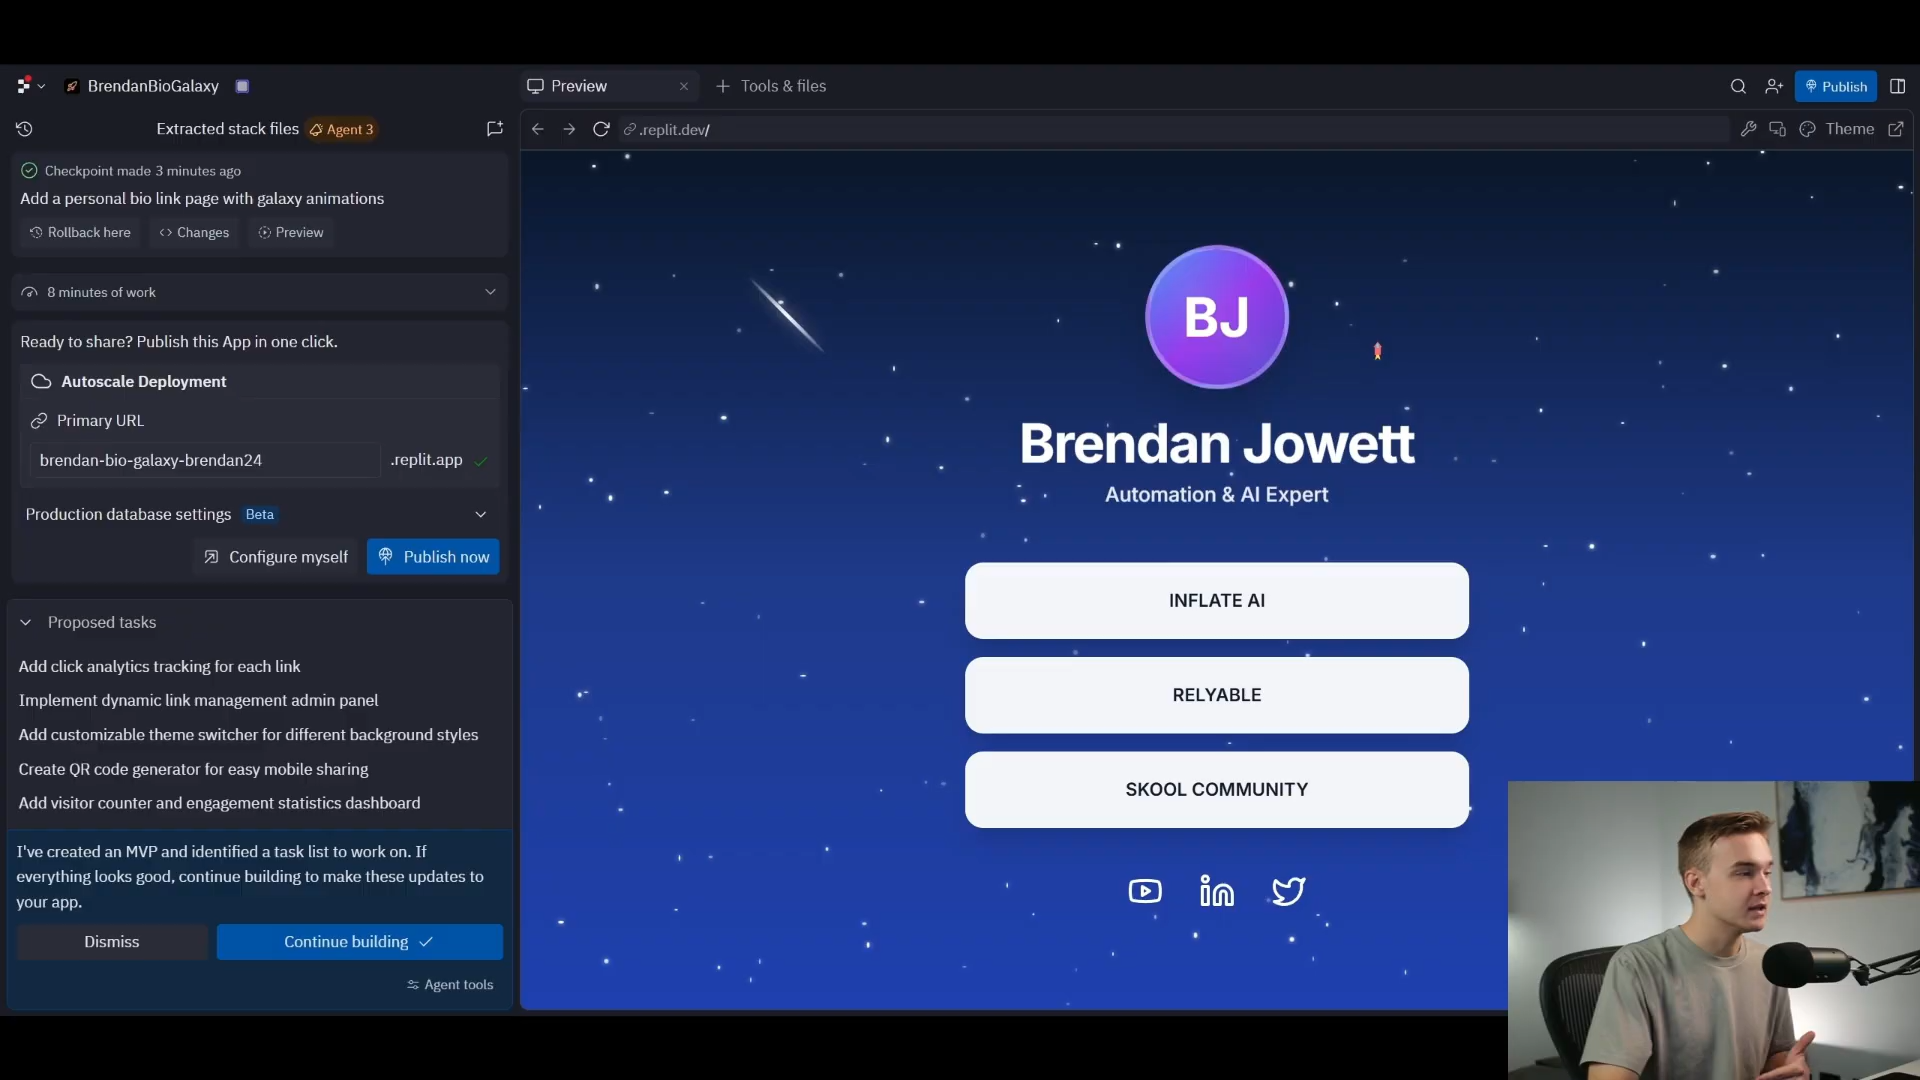 BrendanBioGalaxy
Preview
Tools & files
Publish
Extracted stack files
Agent 3
.replit.dev/
Theme
Checkpoint made 3 minutes ago
Add a personal bio link page with galaxy animations
Rollback here
Changes
Preview
8 minutes of work
Ready to share? Publish this App in one click.
Autoscale Deployment
Primary URL
brendan-bio-galaxy-brendan24
.replit.app
Production database settings
Beta
Configure myself
Publish now
Proposed tasks
Add click analytics tracking for each link
Implement dynamic link management admin panel
Add customizable theme switcher for different background styles
Create QR code generator for easy mobile sharing
Add visitor counter and engagement statistics dashboard
I've created an MVP and identified a task list to work on. If
everything looks good, continue building to make these updates to
your app.
Dismiss
Continue building
Agent tools
BJ
Brendan Jowett
Automation & AI Expert
INFLATE AI
RELYABLE
SKOOL COMMUNITY
in